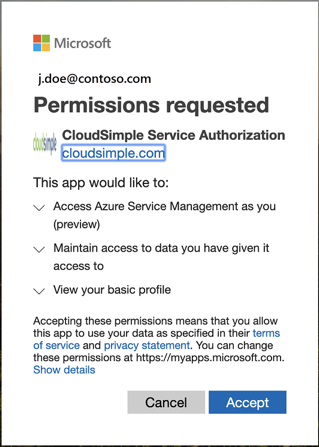 Microsoft
j.doe@contoso.com
Permissions requested
cloudsimple
CloudSimple Service Authorization
cloudsimple.com
This app would like to:
Access Azure Service Management as you
(preview)
Maintain access to data you have given it
access to
View your basic profile
Accepting these permissions means that you allow
this app to use your data as specified in their terms
of service and privacy statement. You can change
these permissions at https://myapps.microsoft.com.
Show details
Cancel
Accept